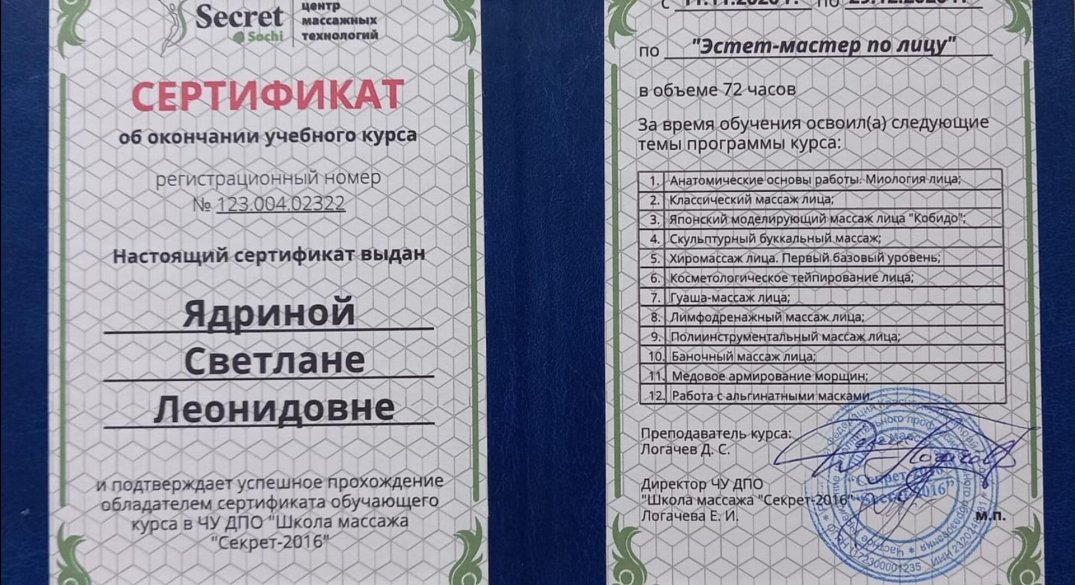 Secret
Sochi
центр
массажных
технологий
СЕРТИФИКАТ
об окончании учебного курса
регистрационный номер
№ 123.004.02322
Настоящий сертификат выдан
Ядриной
Светлане
Леонидовне
и подтверждает успешное прохождение
обладателем сертификата обучающего
курса в ЧУ ДПО "Школа массажа
"Секрет-2016"
с 11.11.2020 г. по
по "Эстет-мастер по лицу"
в объеме 72 часов
За время обучения освоил(а) следующие
темы программы курса:
1. Анатомические основы работы. Миология лица;
2. Классический массаж лица;
3. Японский моделирующий массаж лица "Кобидо";
4. Скульптурный буккальный массаж;
5. Хиромассаж лица. Первый базовый уровень;
6. Косметологическое тейпирование лица;
7. Гуаша-массаж лица;
8. Лимфодренажный массаж лица;
9. Полиинструментальный массаж лица;
10. Баночный массаж лица;
11. Медовое армирование морщин;
12. Работа с альгинатными масками.
Преподаватель курса:
Логачев Д. С.
Директор ЧУ ДПО
"Школа массажа "Секрет-2016"
Логачева Е. И.
м.п.